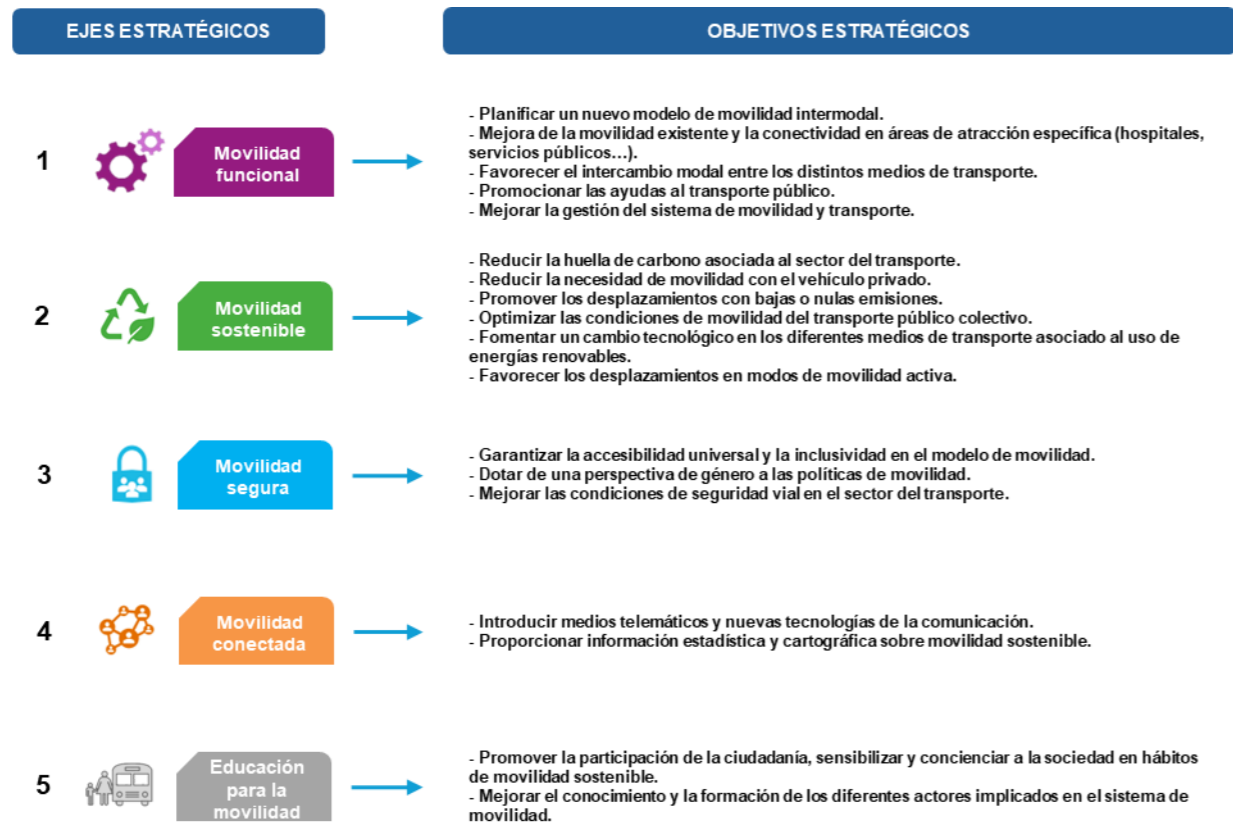 EJES ESTRATÉGICOS
OBJETIVOS ESTRATÉGICOS
1
Movilidad
funcional
- Planificar un nuevo modelo de movilidad intermodal.
- Mejora de la movilidad existente y la conectividad en áreas de atracción específica (hospitales,
servicios públicos...).
- Favorecer el intercambio modal entre los distintos medios de transporte.
- Promocionar las ayudas al transporte público.
- Mejorar la gestión del sistema de movilidad y transporte.
2
Movilidad
sostenible
- Reducir la huella de carbono asociada al sector del transporte.
- Reducir la necesidad de movilidad con el vehículo privado.
- Promover los desplazamientos con bajas o nulas emisiones.
- Optimizar las condiciones de movilidad del transporte público colectivo.
- Fomentar un cambio tecnológico en los diferentes medios de transporte asociado al uso de
energías renovables.
- Favorecer los desplazamientos en modos de movilidad activa.
3
Movilidad
segura
- Garantizar la accesibilidad universal y la inclusividad en el modelo de movilidad.
- Dotar de una perspectiva de género a las políticas de movilidad.
- Mejorar las condiciones de seguridad vial en el sector del transporte.
4
Movilidad
conectada
- Introducir medios telemáticos y nuevas tecnologías de la comunicación.
- Proporcionar información estadística y cartográfica sobre movilidad sostenible.
5
Educación
para la
movilidad
- Promover la participación de la ciudadanía, sensibilizar y concienciar a la sociedad en hábitos
de movilidad sostenible.
- Mejorar el conocimiento y la formación de los diferentes actores implicados en el sistema de
movilidad.